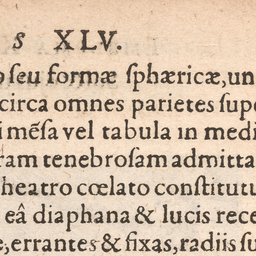 s XLV.
seu formæ sphæricæ, un
circa omnes parietes supe
mẽsa vel tabula in medi
ram tenebrosam admitta
heatro cœlato constitutu
eâ diaphana & lucis rece
,errantes & fixas, radiis su